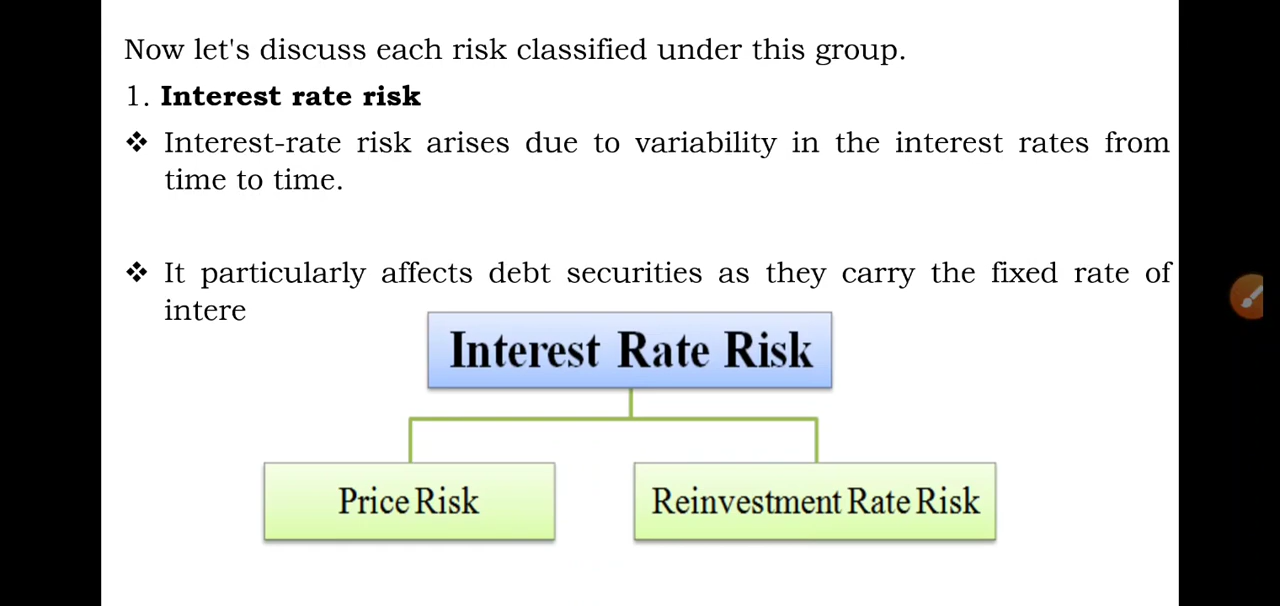 Now let's discuss each risk classified under this group.
1. Interest rate risk
❖ Interest-rate risk arises due to variability in the interest rates from
time to time.
❖ It particularly affects debt securities as they carry the fixed rate of
intere
Interest Rate Risk
Price Risk
Reinvestment Rate Risk